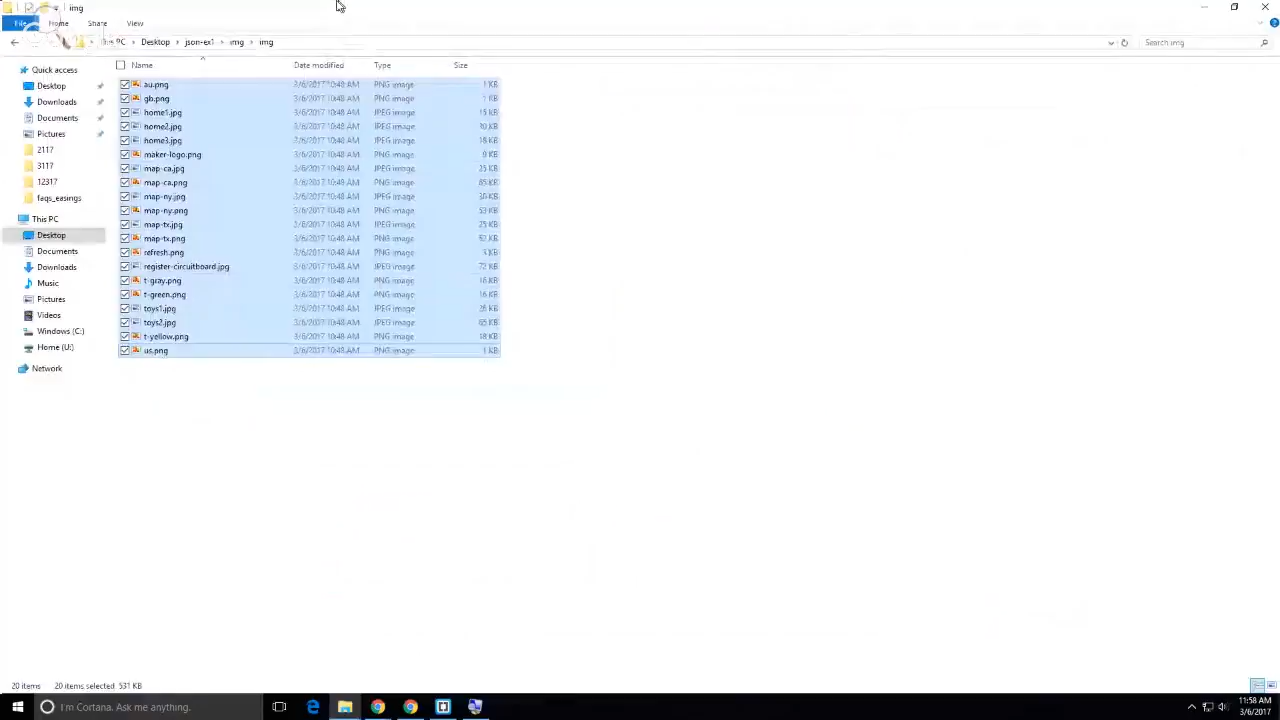 img
File Home Share View
This PC Desktop json-ex1 img img Search img
Name Date modified Type Size
Quick access
Desktop
Downloads
Documents
Pictures
2117
3117
12317
faqs_easings
This PC
Desktop
Documents
Downloads
Music
Pictures
Videos
Windows (C:)
Home (U:)
Network
au.png 3/6/2017 10:48 AM PNG image 1 KB
gb.png 3/6/2017 10:48 AM PNG image 1 KB
home1.jpg 3/6/2017 10:48 AM JPEG image 15 KB
home2.jpg 3/6/2017 10:48 AM JPEG image KB
home3.jpg 3/6/2017 10:48 AM JPEG image 18 KB
maker-logo.png 3/6/2017 10:48 AM PNG image KB
map-ca.jpg 3/6/2017 10:48 AM JPEG image 25 KB
map-ca.png 3/6/2017 10:48 AM PNG image KB
map-ny.jpg 3/6/2017 10:48 AM JPEG image KB
map-ny.png 3/6/2017 10:48 AM PNG image 53 KB
map-tx.jpg 3/6/2017 10:48 AM JPEG image 25 KB
map-tx.png 3/6/2017 10:48 AM PNG image 52 KB
refresh.png 3/6/2017 10:48 AM PNG image KB
register-circuitboard.jpg 3/6/2017 10:48 AM JPEG image 72 KB
t-gray.png 3/6/2017 10:48 AM PNG image 16 KB
t-green.png 3/6/2017 10:48 AM PNG image 16 KB
toys1.jpg 3/6/2017 10:48 AM JPEG image KB
toys2.jpg 3/6/2017 10:48 AM JPEG image 65 KB
t-yellow.png 3/6/2017 10:48 AM PNG image 18 KB
us.png 3/6/2017 10:48 AM PNG image 1 KB
20 items 20 items selected 531 KB
I'm Cortana. Ask me anything.
11:58 AM
3/6/2017